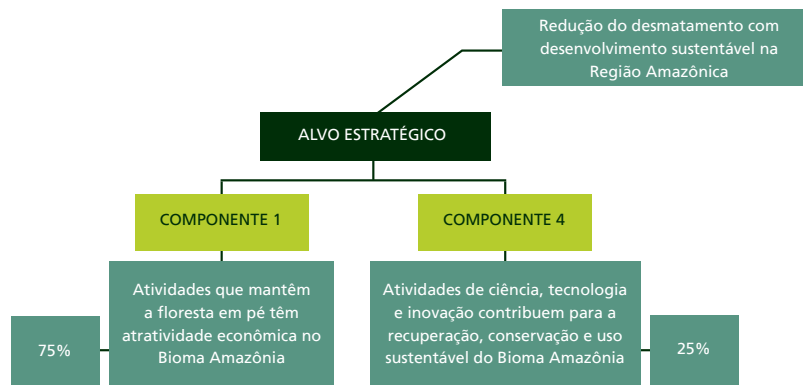 Redução do desmatamento com
desenvolvimento sustentável na
Região Amazônica
ALVO ESTRATÉGICO
COMPONENTE 1
COMPONENTE 4
Atividades que mantêm
a floresta em pé têm
atratividade econômica no
Bioma Amazônia
75%
Atividades de ciência, tecnologia
e inovação contribuem para a
recuperação, conservação e uso
sustentável do Bioma Amazônia
25%